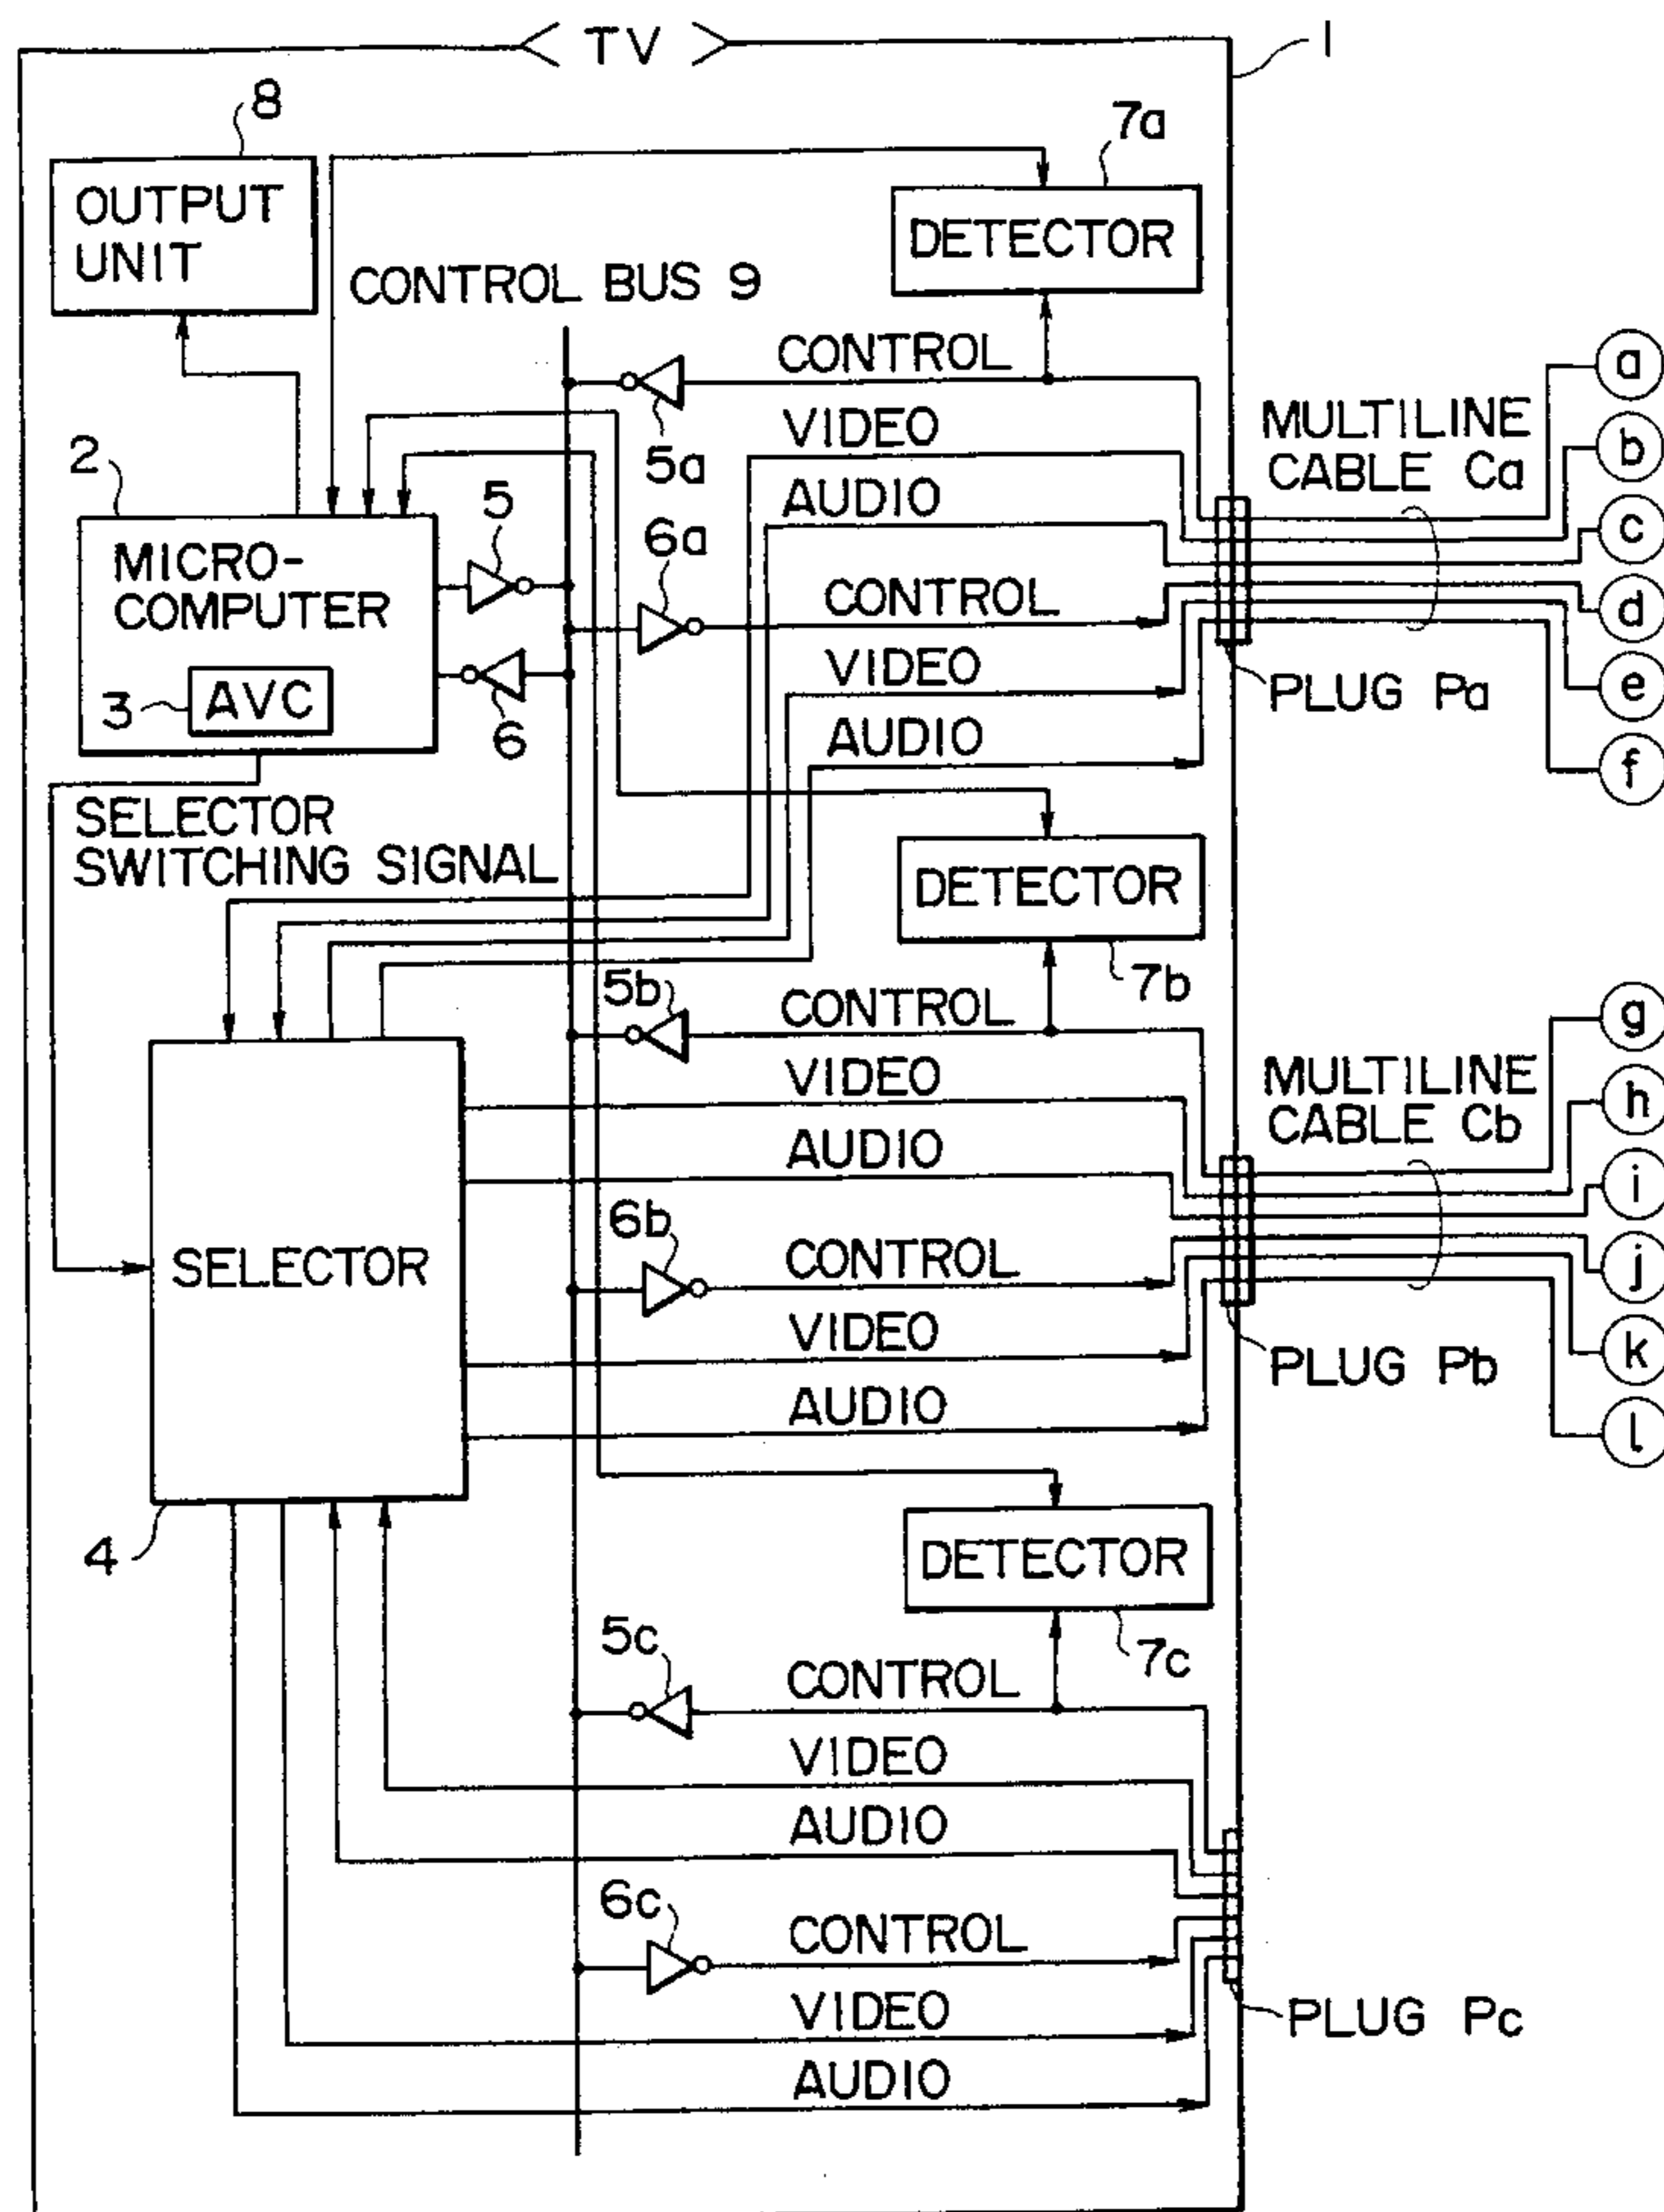 TV
1
8
7a
OUTPUT
UNIT
DETECTOR
CONTROL BUS 9
CONTROL
a
VIDEO
MULTILINE
CABLE Ca
b
5a
2
AUDIO
5
6a
c
MICRO-
COMPUTER
CONTROL
d
3
AVC
6
VIDEO
PLUG Pa
e
AUDIO
f
SELECTOR
SWITCHING SIGNAL
DETECTOR
7b
5b
CONTROL
g
VIDEO
MULTILINE
CABLE Cb
h
AUDIO
i
6b
SELECTOR
CONTROL
j
VIDEO
PLUG Pb
k
AUDIO
l
4
DETECTOR
5c
7c
CONTROL
VIDEO
AUDIO
6c
CONTROL
VIDEO
PLUG Pc
AUDIO